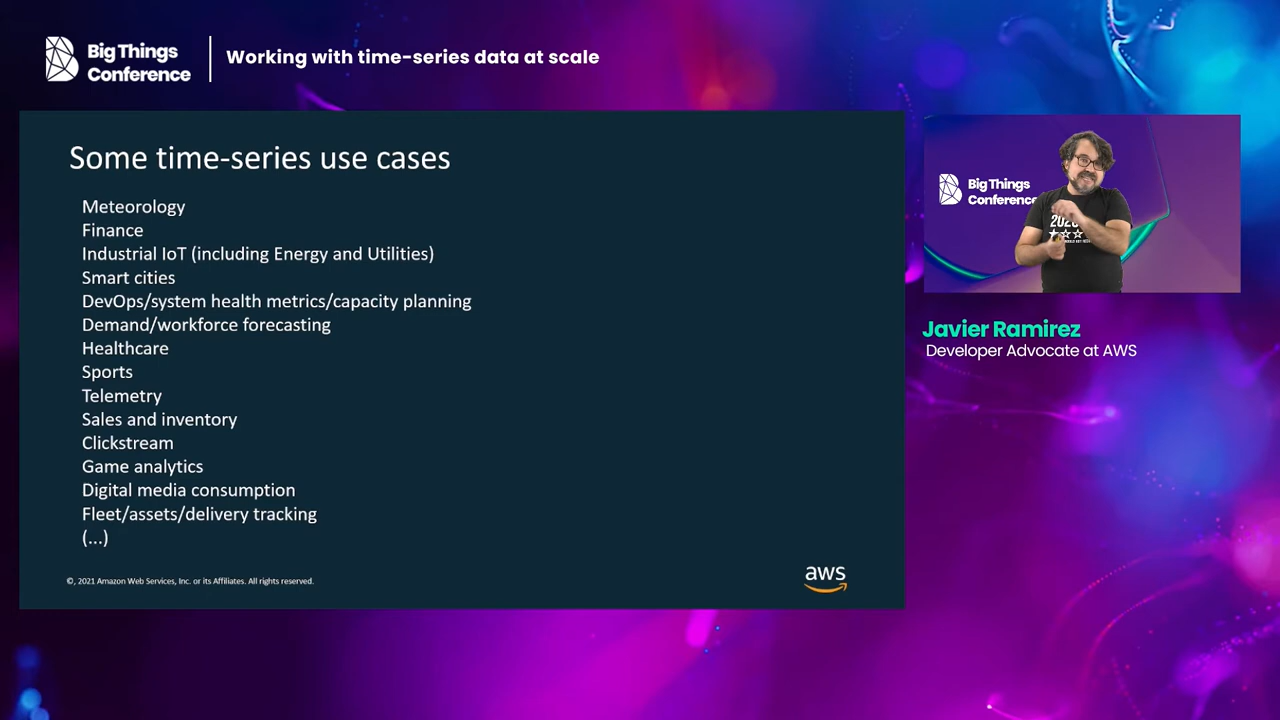 Big Things
Conference
Working with time-series data at scale
Some time-series use cases
Meteorology
Finance
Industrial IoT (including Energy and Utilities)
Smart cities
DevOps/system health metrics/capacity planning
Demand/workforce forecasting
Healthcare
Sports
Telemetry
Sales and inventory
Clickstream
Game analytics
Digital media consumption
Fleet/assets/delivery tracking
(...)
©, 2021 Amazon Web Services, Inc. or its Affiliates. All rights reserved.
aws
Big Things
Conference
Javier Ramirez
Developer Advocate at AWS